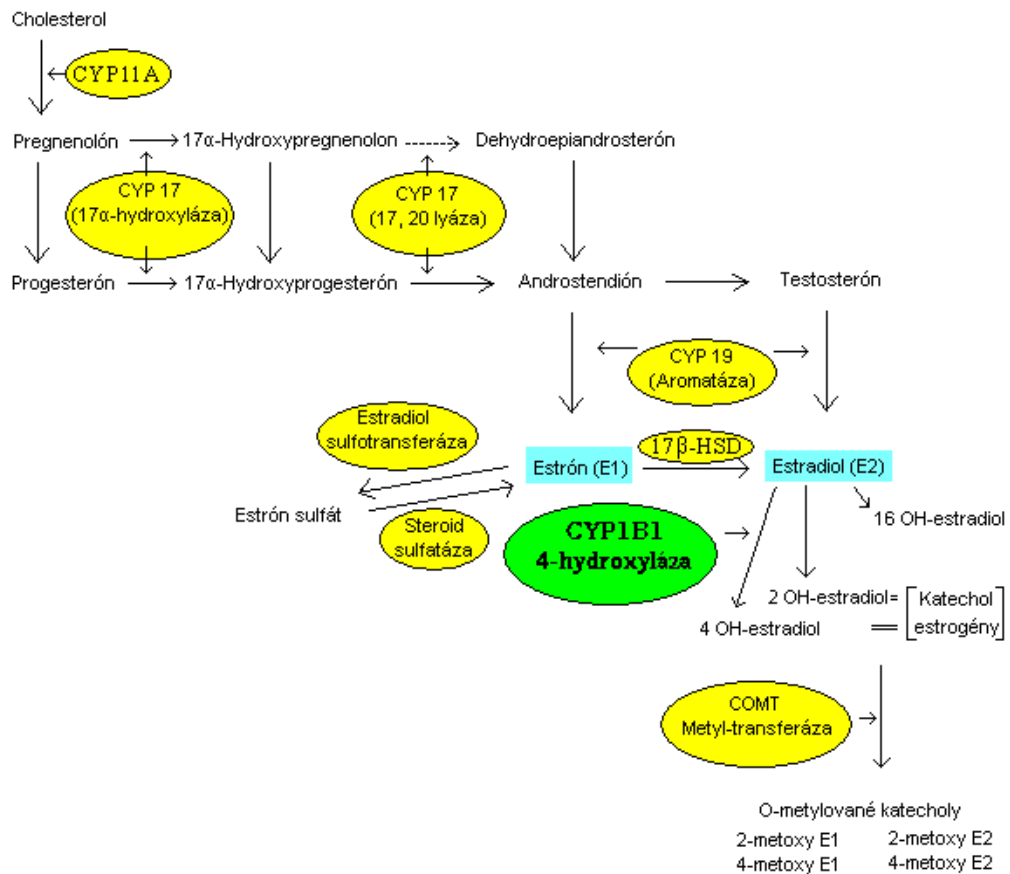 Cholesterol
CYP11A
Pregnenolón
17α-Hydroxypregnenolon
Dehydroepiandrosterón
CYP 17
(17α-hydroxyláza)
CYP 17
(17, 20 lyáza)
Progesterón
17α-Hydroxyprogesterón
Androstendión
Testosterón
CYP 19
(Aromatáza)
Estradiol
sulfotransferáza
Estrón (E1)
17β-HSD
Estradiol (E2)
Estrón sulfát
Steroid
sulfatáza
CYP1B1
4-hydroxyláza
16 OH-estradiol
2 OH-estradiol=
4 OH-estradiol =
Katechol
estrogény
COMT
Metyl-transferáza
O-metylované katecholy
2-metoxy E1 2-metoxy E2
4-metoxy E1 4-metoxy E2